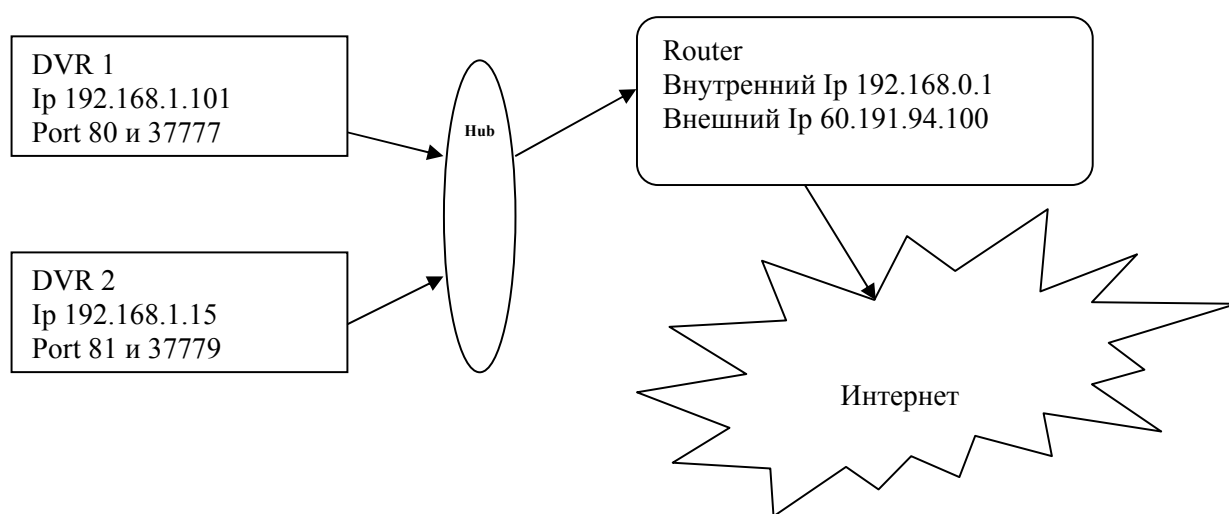 DVR 1
Ip 192.168.1.101
Port 80 и 37777
Hub
Router
Внутренний Ip 192.168.0.1
Внешний Ip 60.191.94.100
DVR 2
Ip 192.168.1.15
Port 81 и 37779
Интернет